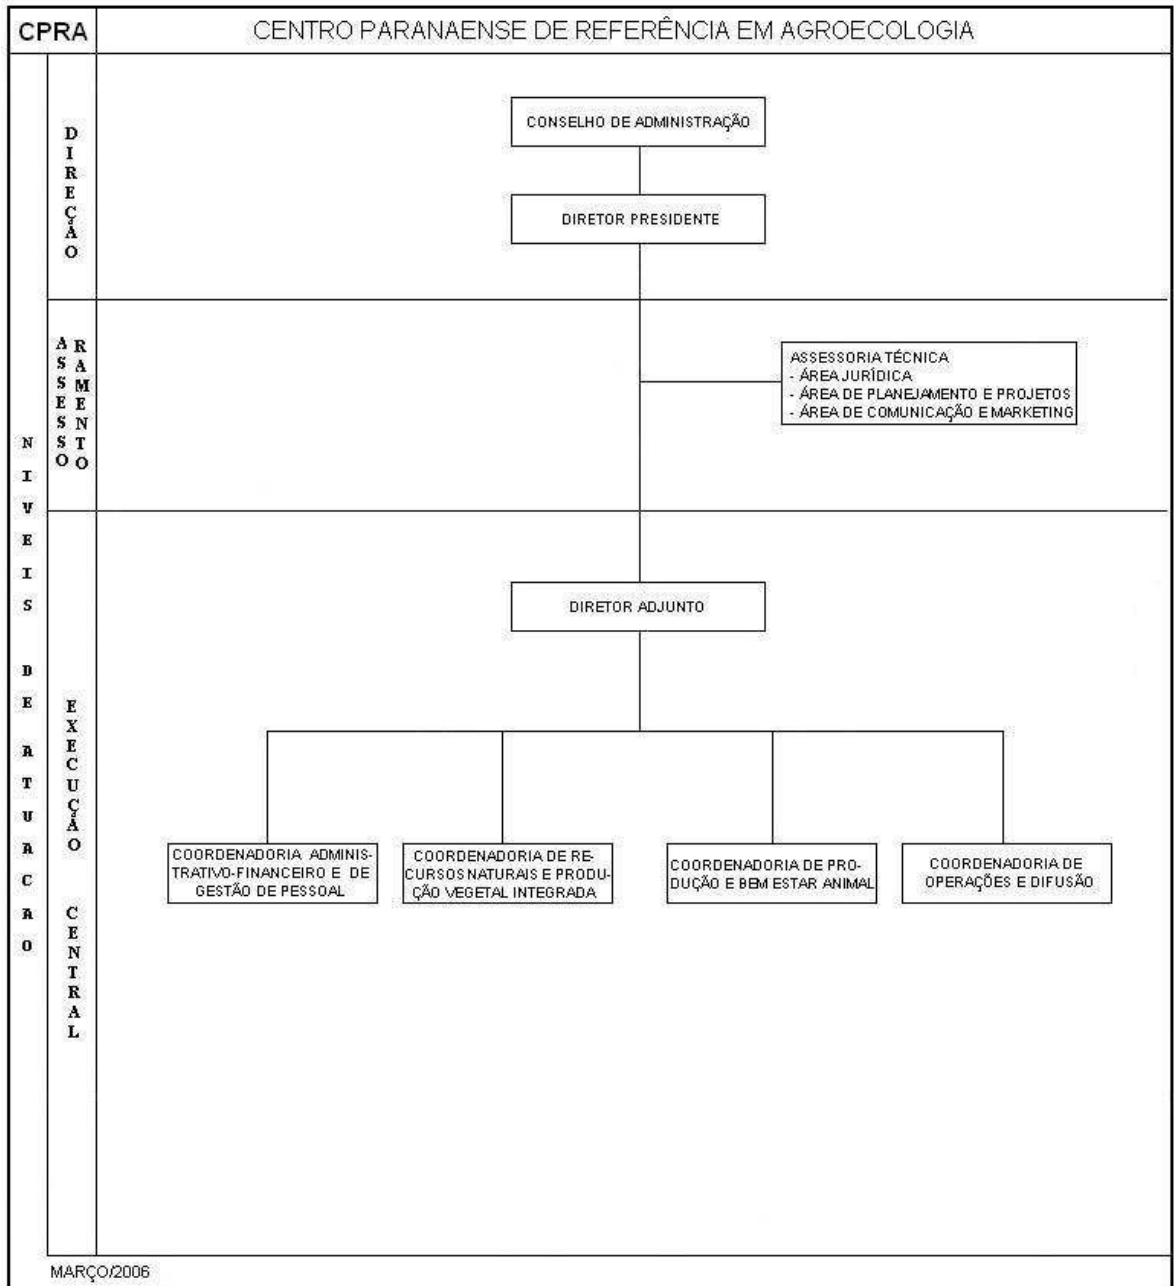 CPRA
CENTRO PARANAENSE DE REFERÊNCIA EM AGROECOLOGIA
NIVEIS DE ATUACAO
DIREÇÃO
CONSELHO DE ADMINISTRAÇÃO
DIRETOR PRESIDENTE
ASSESSO
RAMENTO
ASSESSORIA TÉCNICA
- ÁREA JURÍDICA
- ÁREA DE PLANEJAMENTO E PROJETOS
- ÁREA DE COMUNICAÇÃO E MARKETING
EXECUÇÃO CENTRAL
DIRETOR ADJUNTO
COORDENADORIA ADMINIS-
TRATIVO-FINANCEIRO E DE
GESTÃO DE PESSOAL
COORDENADORIA DE RE-
CURSOS NATURAIS E PRODU-
ÇÃO VEGETAL INTEGRADA
COORDENADORIA DE PRO-
DUÇÃO E BEM ESTAR ANIMAL
COORDENADORIA DE
OPERAÇÕES E DIFUSÃO
MARÇO/2006